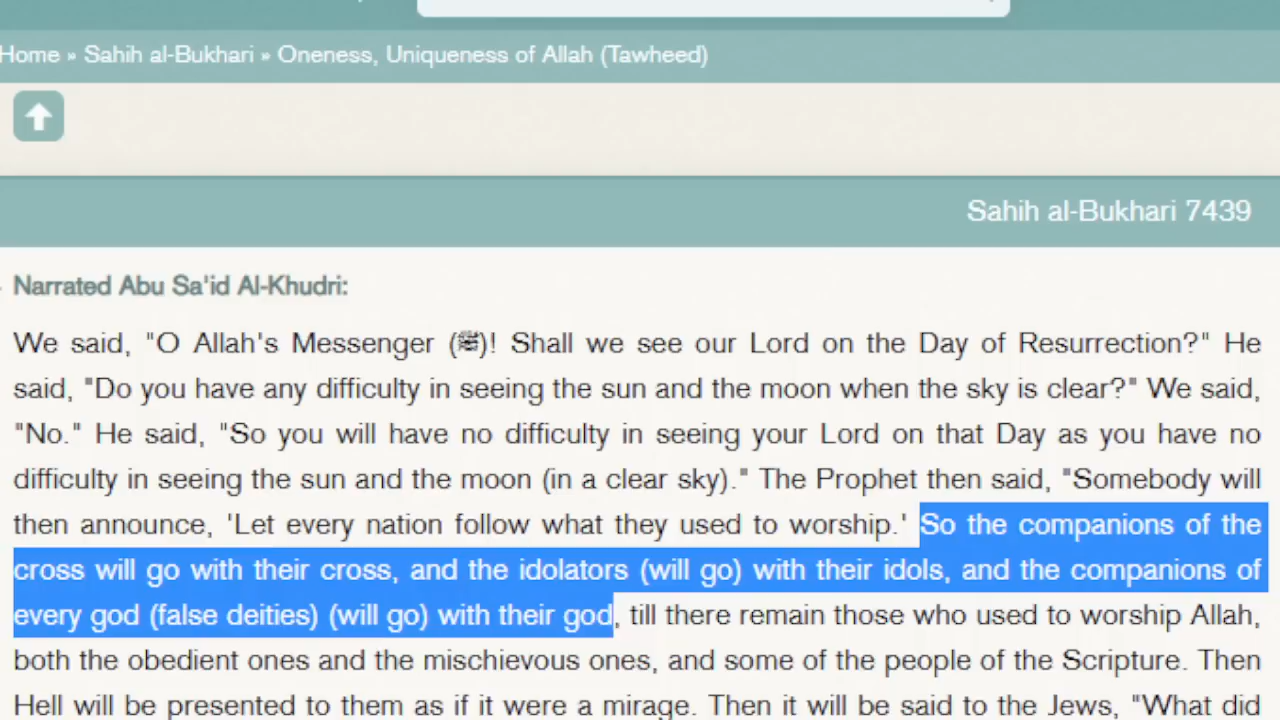 Home » Sahih al-Bukhari » Oneness, Uniqueness of Allah (Tawheed)
Sahih al-Bukhari 7439
Narrated Abu Sa'id Al-Khudri:
We said, "O Allah's Messenger (ﷺ)! Shall we see our Lord on the Day of Resurrection?" He
said, "Do you have any difficulty in seeing the sun and the moon when the sky is clear?" We said,
"No." He said, "So you will have no difficulty in seeing your Lord on that Day as you have no
difficulty in seeing the sun and the moon (in a clear sky)." The Prophet then said, "Somebody will
then announce, 'Let every nation follow what they used to worship.' So the companions of the
cross will go with their cross, and the idolators (will go) with their idols, and the companions of
every god (false deities) (will go) with their god, till there remain those who used to worship Allah,
both the obedient ones and the mischievous ones, and some of the people of the Scripture. Then
Hell will be presented to them as if it were a mirage. Then it will be said to the Jews, "What did